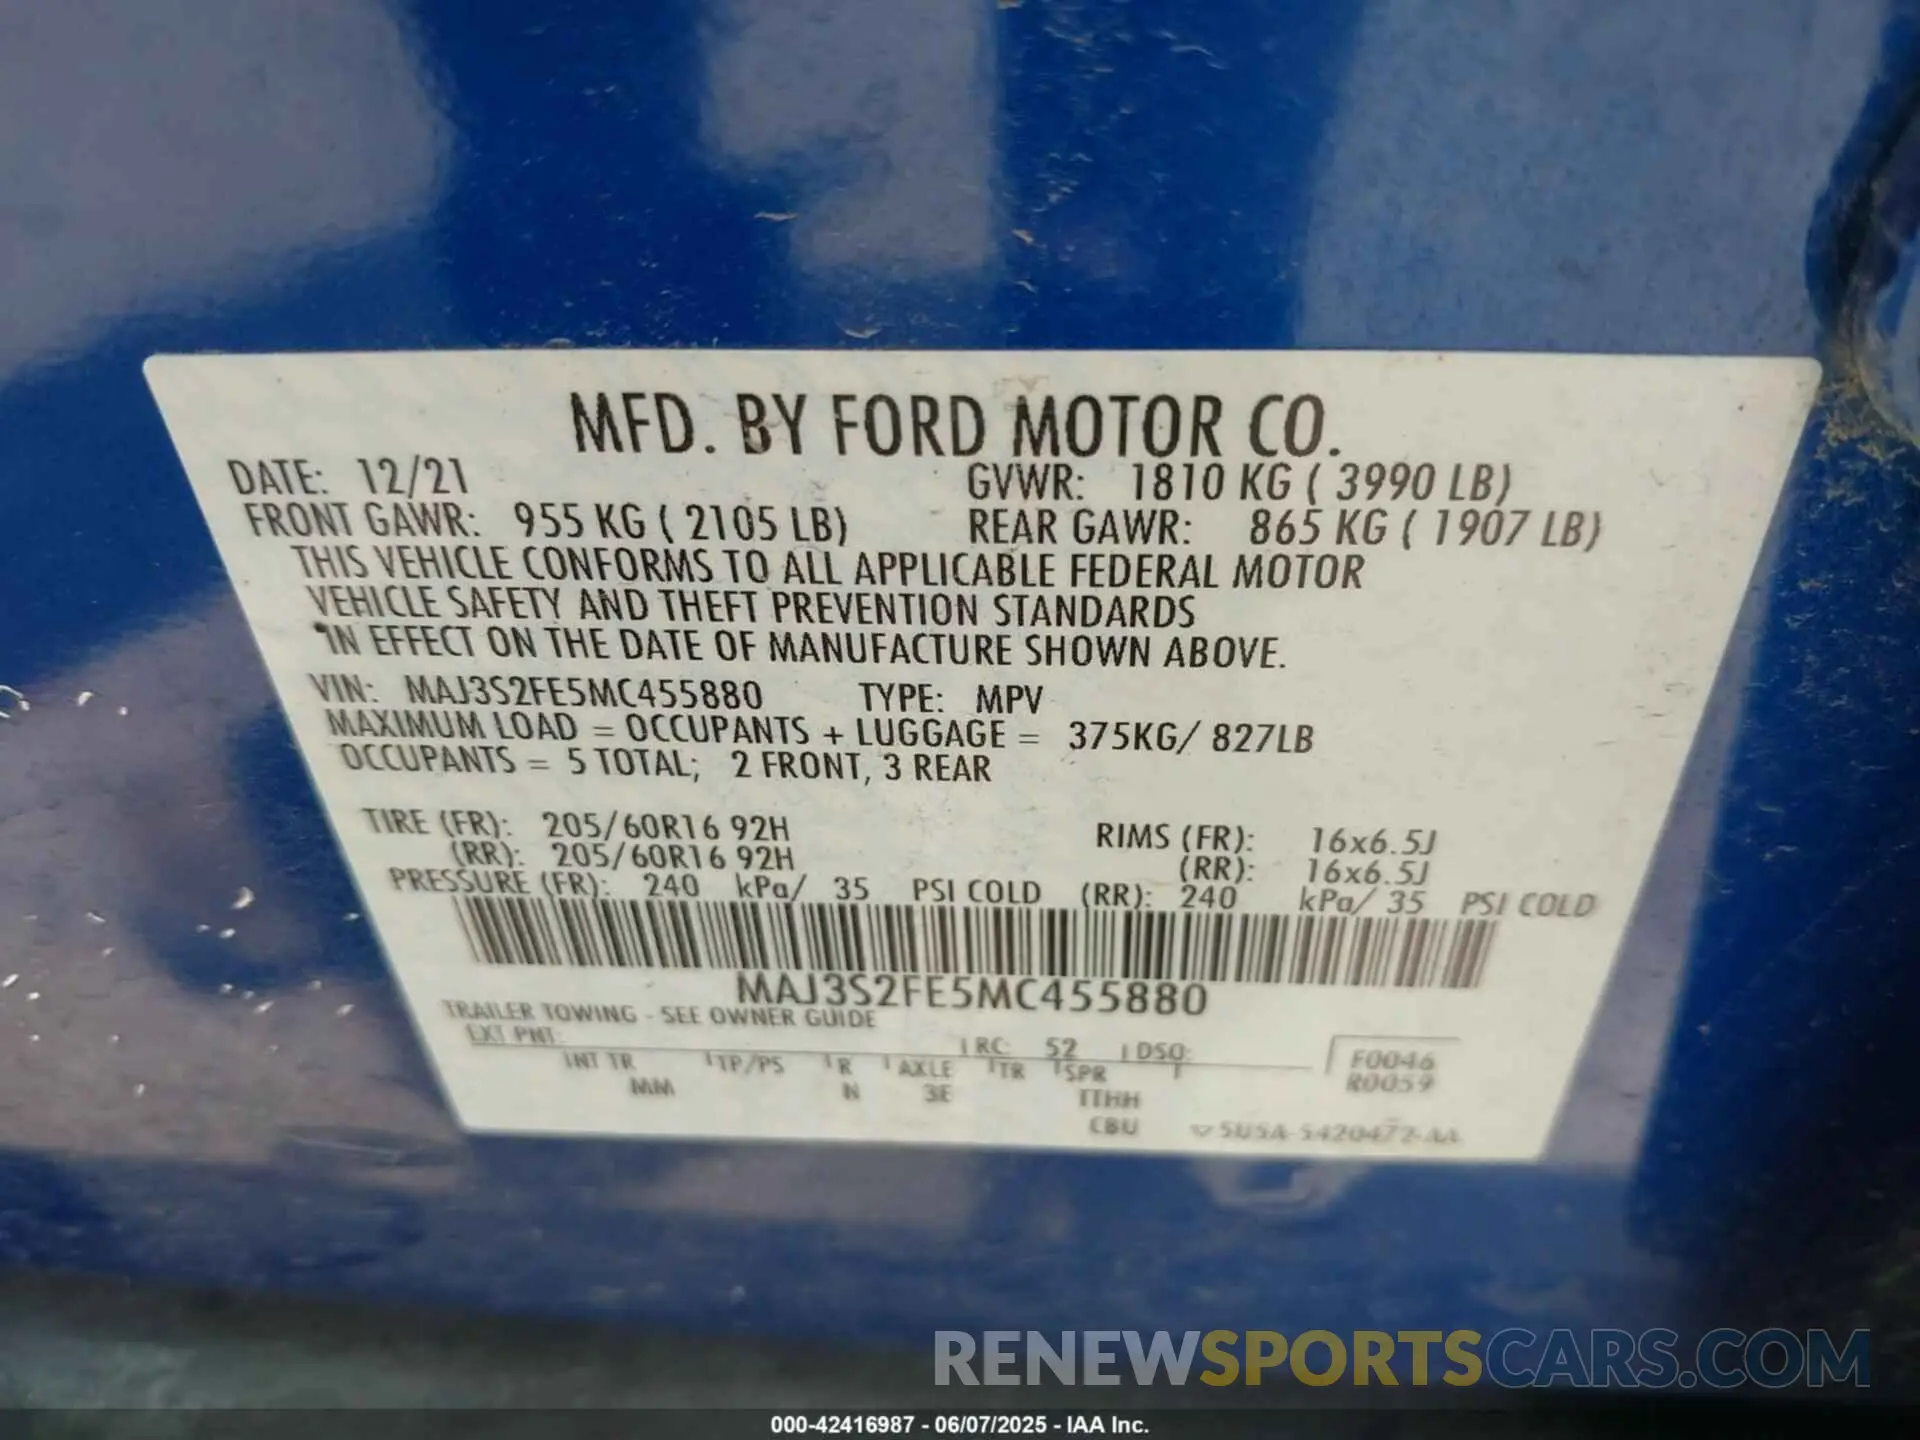 MFD. BY FORD MOTOR CO.
DATE: 12/21 GVWR: 1810 KG ( 3990 LB)
FRONT GAWR: 955 KG ( 2105 LB) REAR GAWR: 865 KG ( 1907 LB)
THIS VEHICLE CONFORMS TO ALL APPLICABLE FEDERAL MOTOR
VEHICLE SAFETY AND THEFT PREVENTION STANDARDS
IN EFFECT ON THE DATE OF MANUFACTURE SHOWN ABOVE.
VIN: MAJ3S2FE5MC455880 TYPE: MPV
MAXIMUM LOAD = OCCUPANTS + LUGGAGE = 375KG/ 827LB
OCCUPANTS = 5 TOTAL; 2 FRONT, 3 REAR
TIRE (FR): 205/60R16 92H RIMS (FR): 16x6.5J
(RR): 205/60R16 92H (RR): 16x6.5J
PRESSURE (FR): 240 kPa/ 35 PSI COLD (RR): 240 kPa/ 35 PSI COLD
MAJ3S2FE5MC455880
TRAILER TOWING - SEE OWNER GUIDE
EXT PNT: RC: 52 DSO: F0046
INT TR TP/PS R AXLE TR SPR R0059
MM N 3E TTHH
CBU 5U5A-5420472-AA
RENEWSPORTSCARS.COM
000-42416987 - 06/07/2025 - IAA Inc.